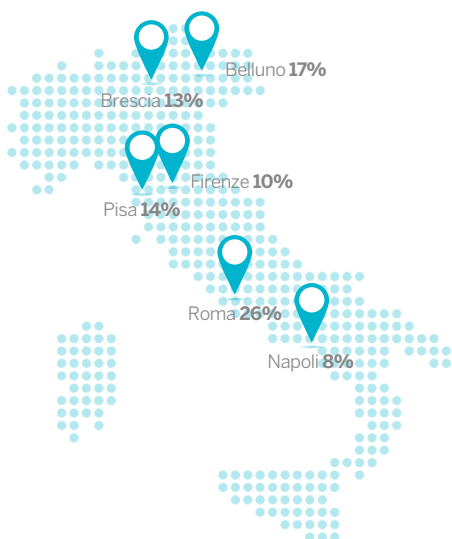 Belluno 17%
Brescia 13%
Firenze 10%
Pisa 14%
Roma 26%
Napoli 8%